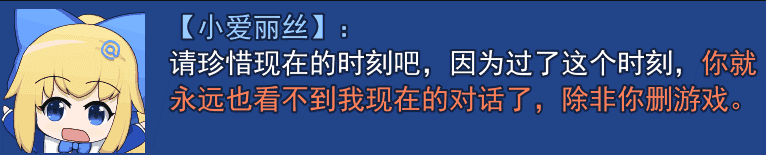 【小爱丽丝】：
请珍惜现在的时刻吧，因为过了这个时刻，你就
永远也看不到我现在的对话了，除非你删游戏。